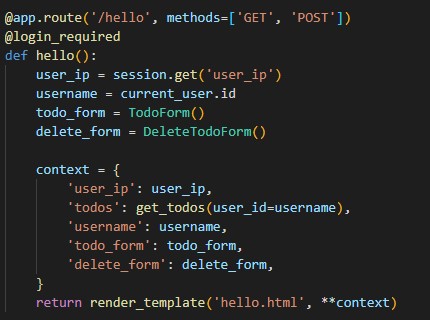 @app.route('/hello', methods=['GET', 'POST'])
@login_required
def hello():
    user_ip = session.get('user_ip')
    username = current_user.id
    todo_form = TodoForm()
    delete_form = DeleteTodoForm()

    context = {
        'user_ip': user_ip,
        'todos': get_todos(user_id=username),
        'username': username,
        'todo_form': todo_form,
        'delete_form': delete_form,
    }
    return render_template('hello.html', **context)